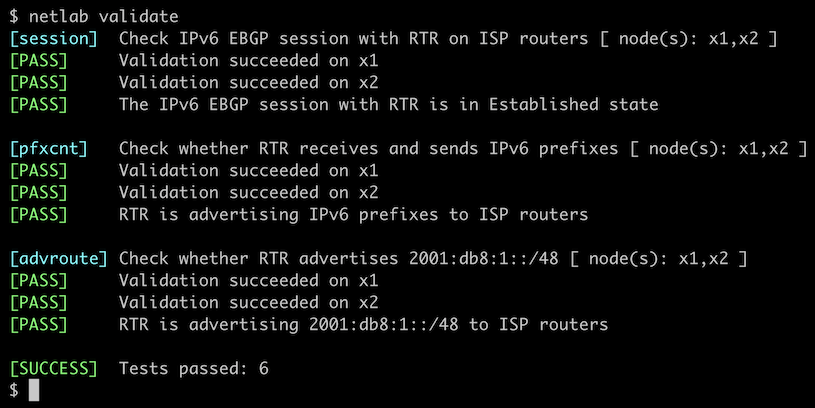 $ netlab validate
[session] Check IPv6 EBGP session with RTR on ISP routers [ node(s): x1,x2 ]
[PASS] Validation succeeded on x1
[PASS] Validation succeeded on x2
[PASS] The IPv6 EBGP session with RTR is in Established state
[pfxcnt] Check whether RTR receives and sends IPv6 prefixes [ node(s): x1,x2 ]
[PASS] Validation succeeded on x1
[PASS] Validation succeeded on x2
[PASS] RTR is advertising IPv6 prefixes to ISP routers
[advroute] Check whether RTR advertises 2001:db8:1::/48 [ node(s): x1,x2 ]
[PASS] Validation succeeded on x1
[PASS] Validation succeeded on x2
[PASS] RTR is advertising 2001:db8:1::/48 to ISP routers
[SUCCESS] Tests passed: 6
$